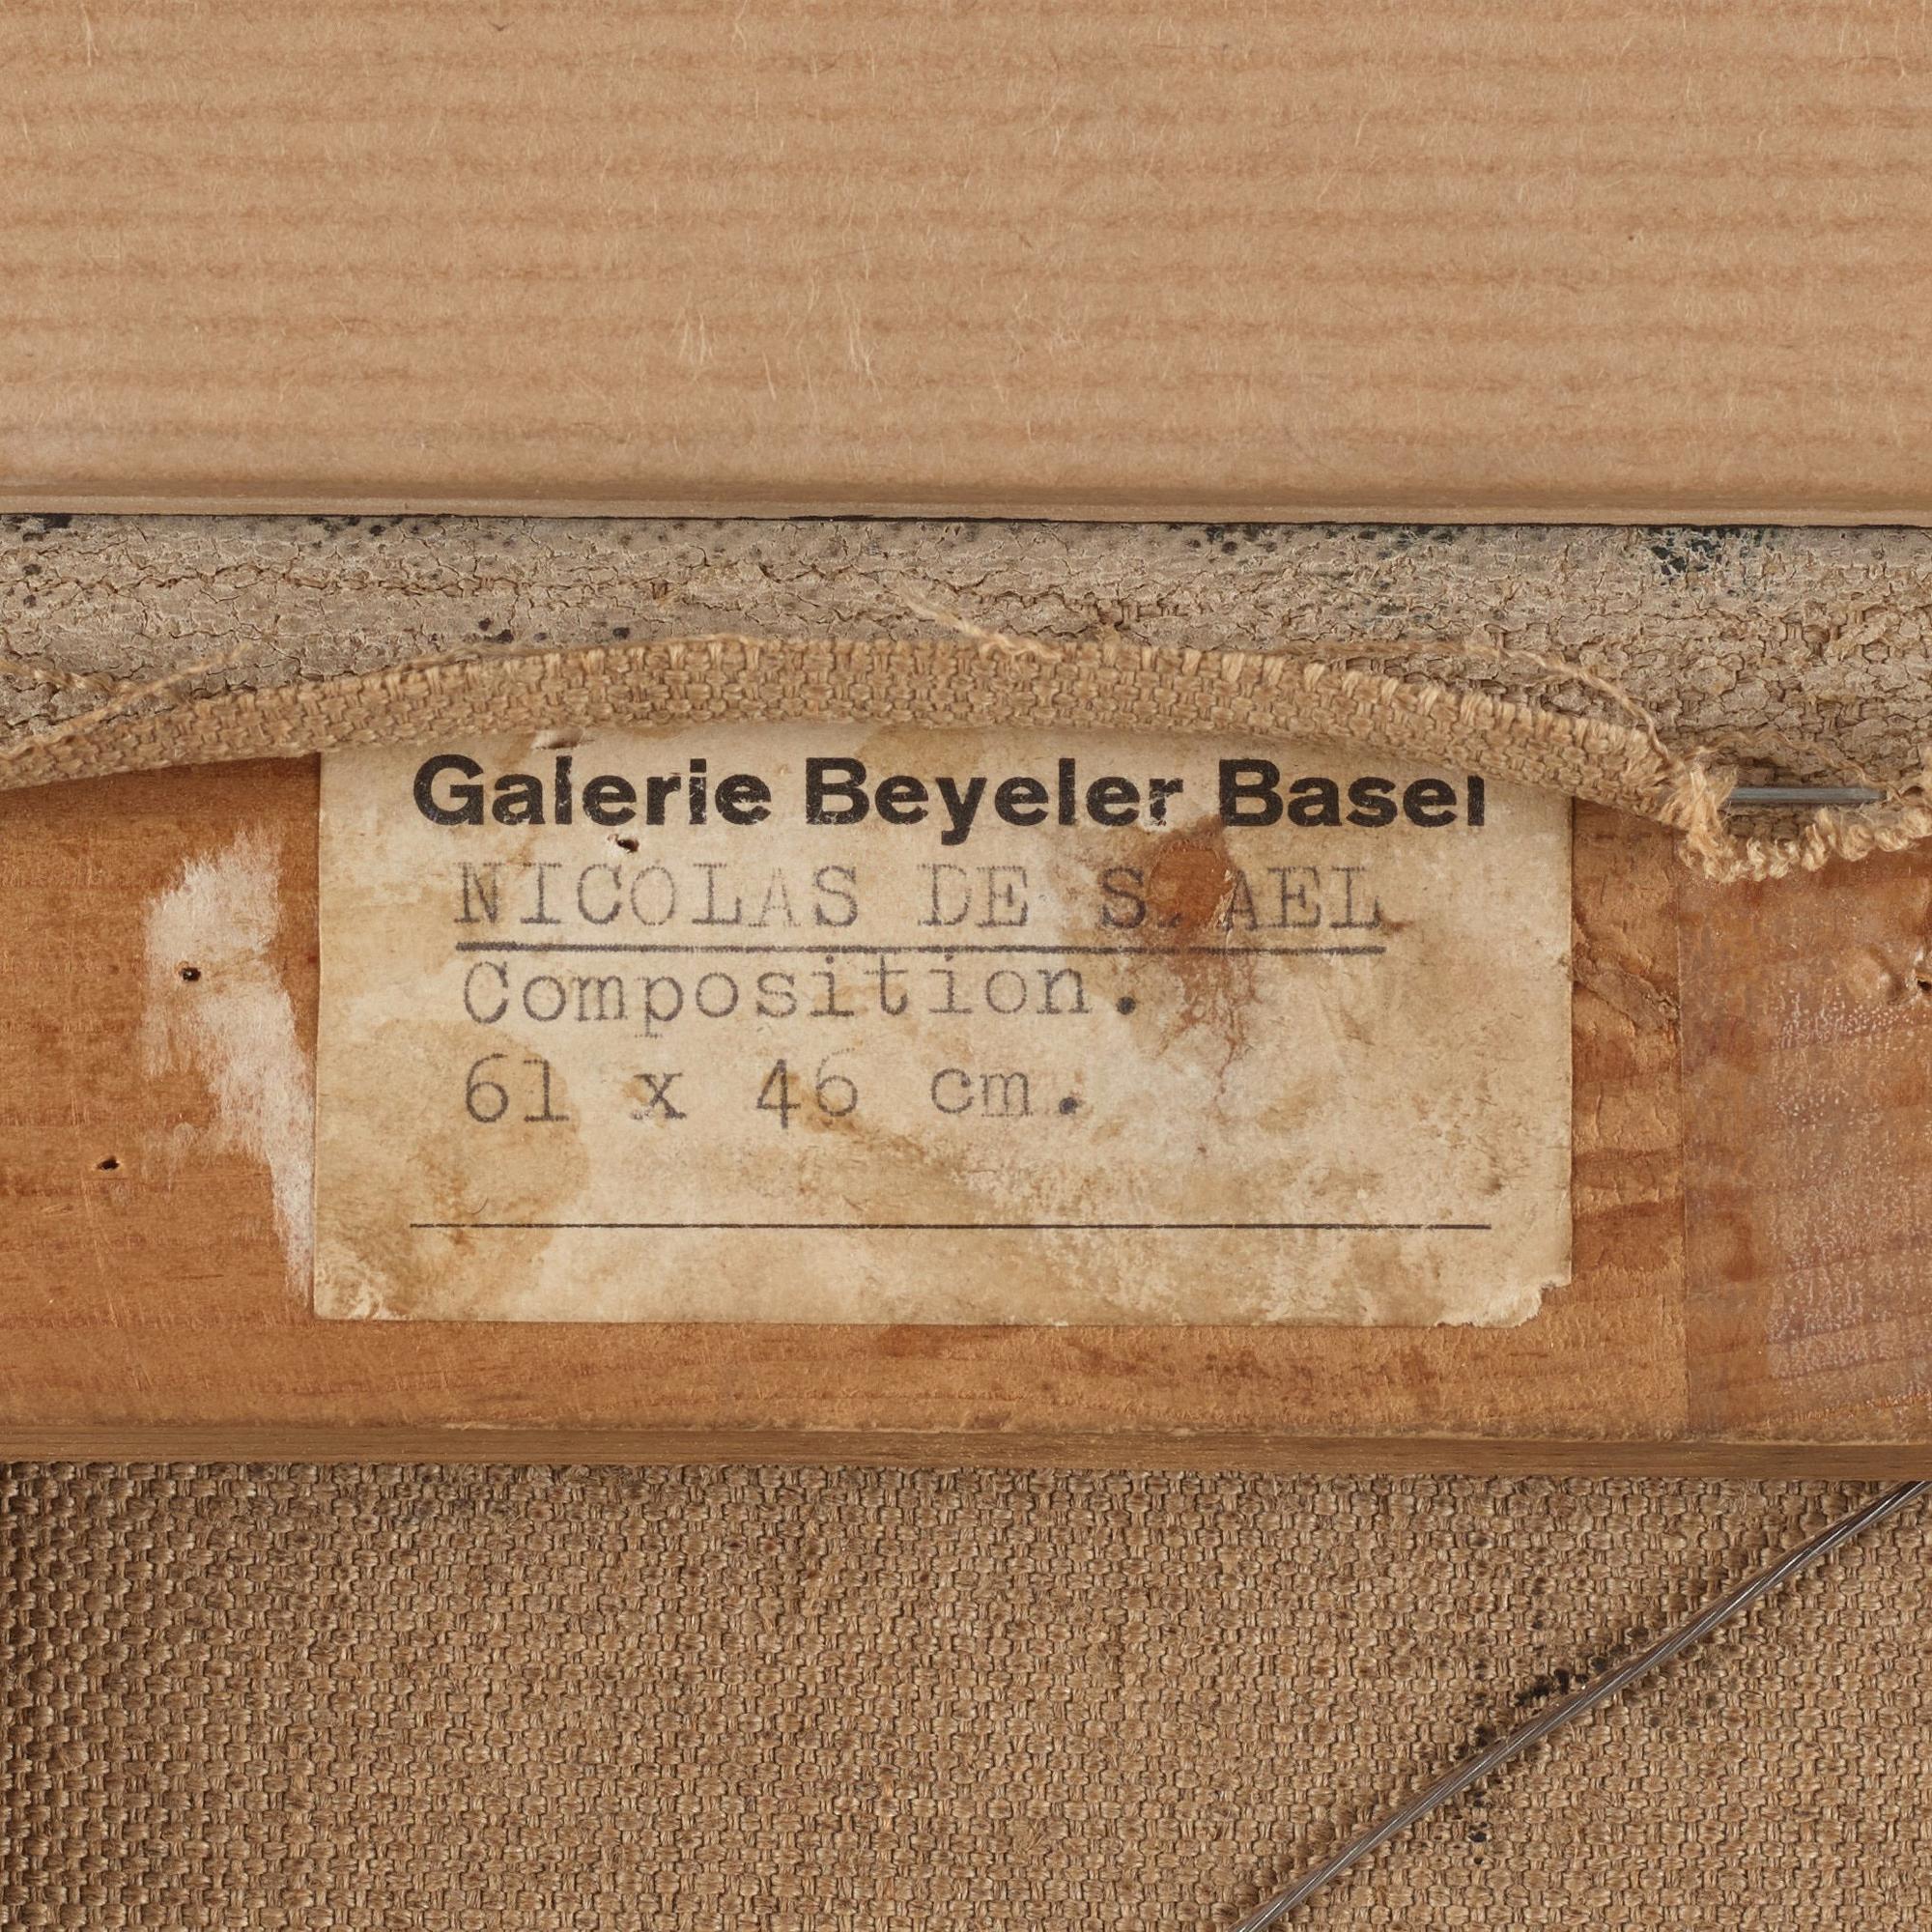 Galerie Beyeler Basel
NICOLAS DE
Composition.
61 x 46 cm.